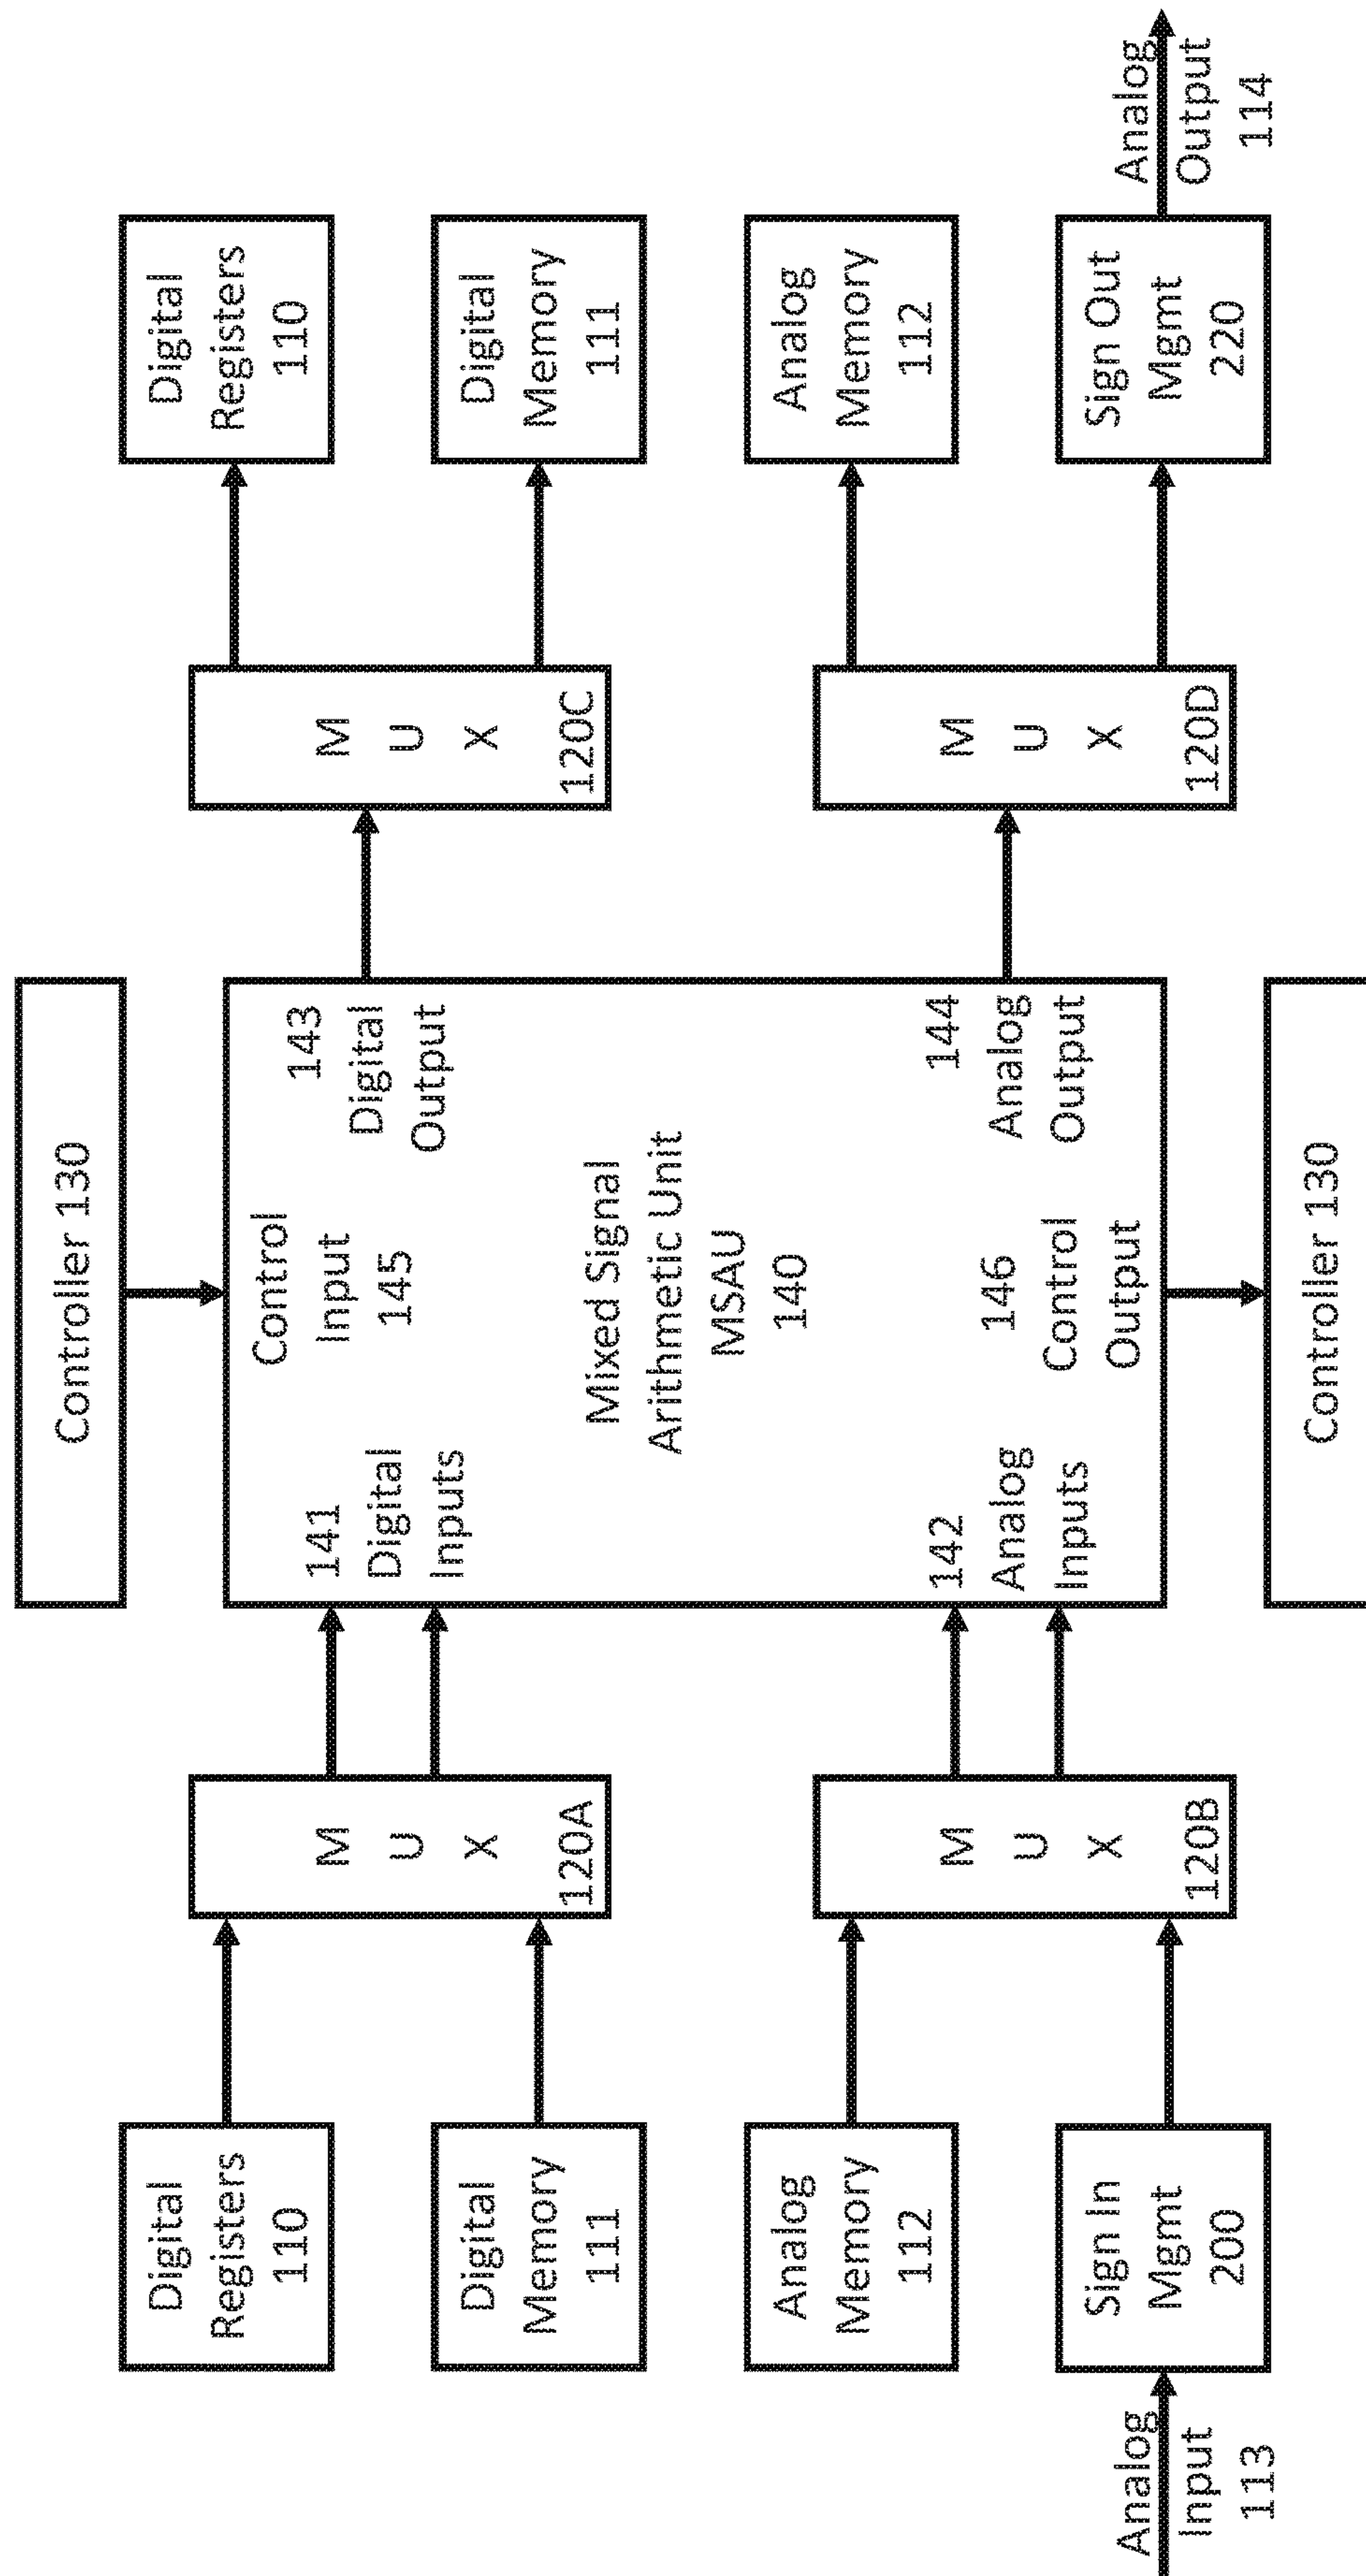 Controller 130
Digital
Registers
110
Digital
Memory
111
Analog
Memory
112
Analog
Input
113
Sign In
Mgmt
200
M
U
X
120A
M
U
X
120B
141
Digital
Inputs
142
Analog
Inputs
Control
Input
145
Mixed Signal
Arithmetic Unit
MSAU
140
146
Control
Output
143
Digital
Output
144
Analog
Output
M
U
X
120C
M
U
X
120D
Digital
Registers
110
Digital
Memory
111
Analog
Memory
112
Sign Out
Mgmt
220
Analog
Output
114
Controller 130